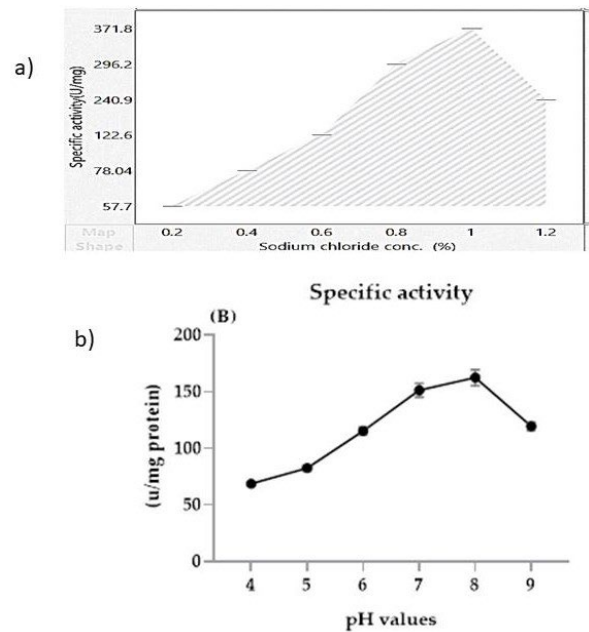 a)
Specific activity(U/mg)
371.8
296.2
240.9
122.6
78.04
57.7
Map
Shape
0.2 0.4 0.6 0.8 1 1.2
Sodium chloride conc. (%)
b)
Specific activity
(B)
(u/mg protein)
200
150
100
50
0
4 5 6 7 8 9
pH values